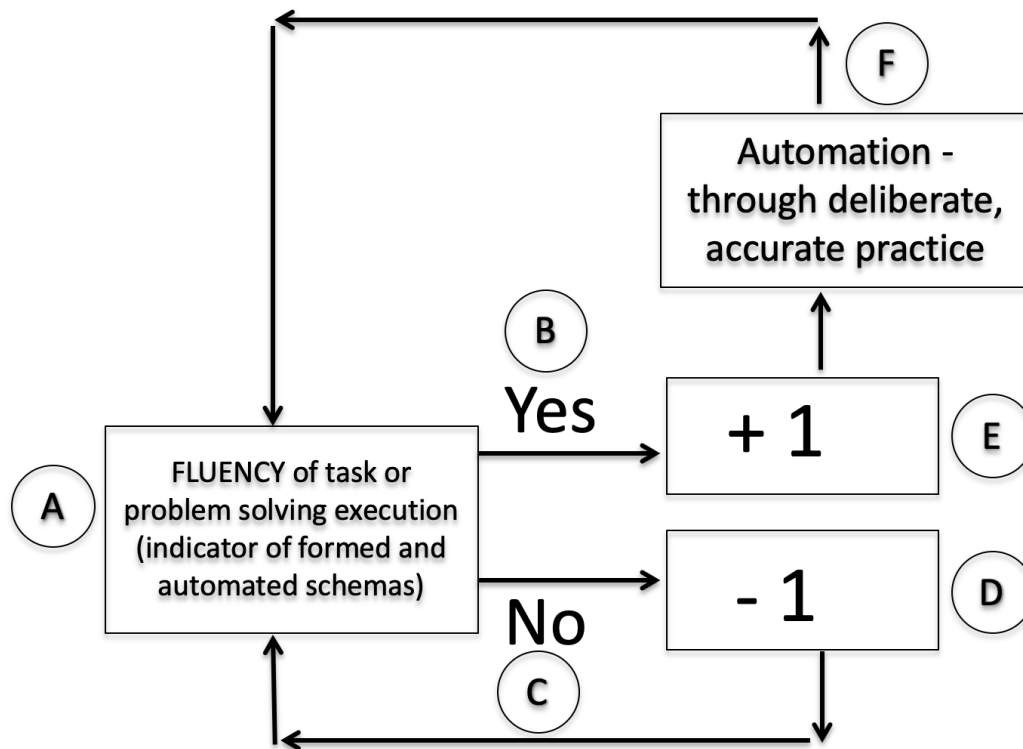 F
Automation -
through deliberate,
accurate practice
B
Yes
+ 1
E
A
FLUENCY of task or
problem solving execution
(indicator of formed and
automated schemas)
- 1
D
No
C